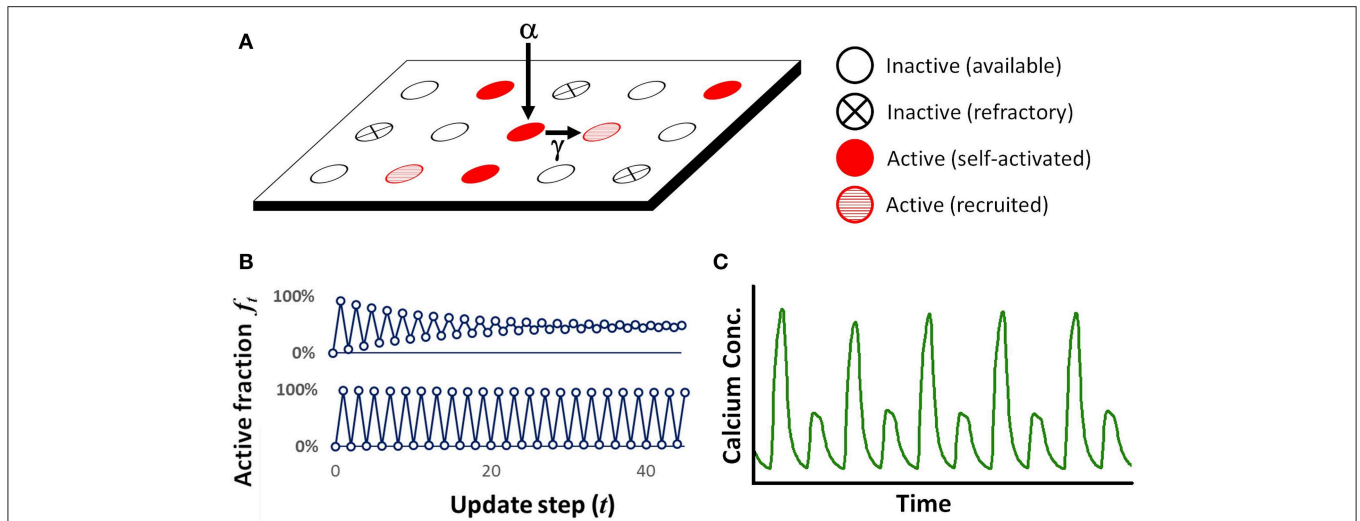 A
α
γ
Inactive (available)
Inactive (refractory)
Active (self-activated)
Active (recruited)
B
Active fraction fₜ
100%
0%
100%
0%
0 20 40
Update step (t)
C
Calcium Conc.
Time